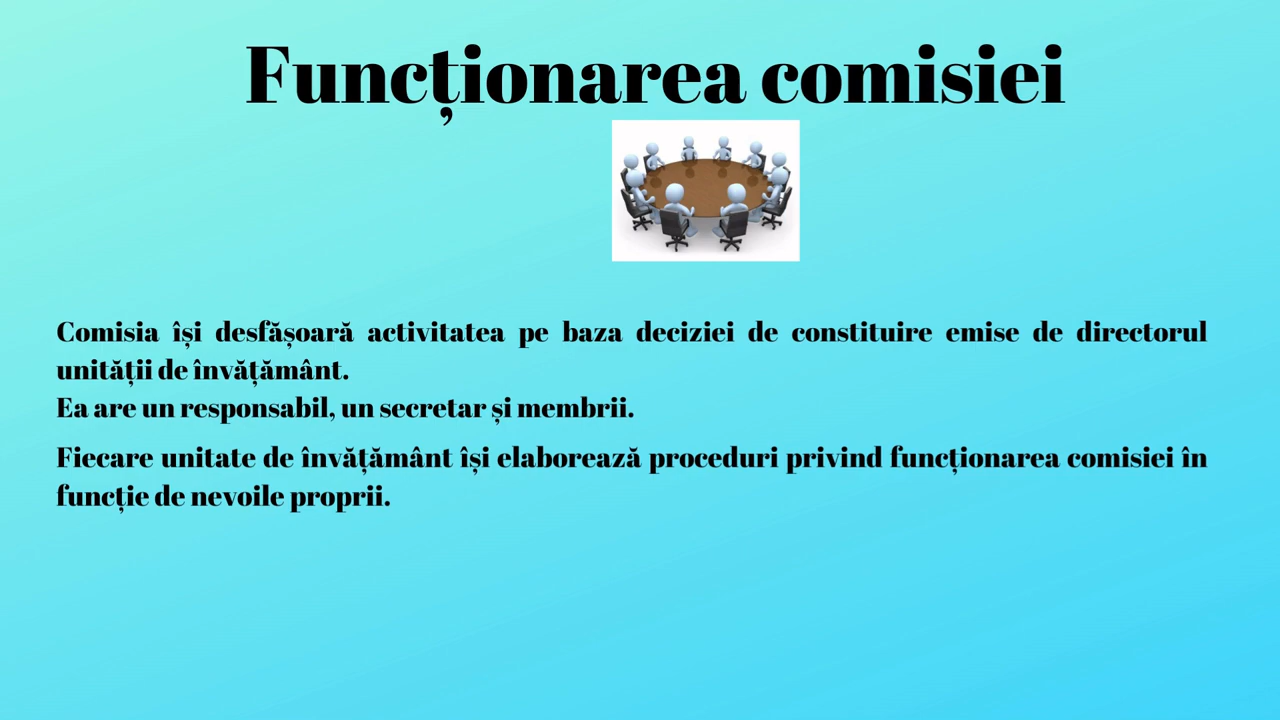 Funcționarea comisiei
Comisia își desfășoară activitatea pe baza deciziei de constituire emise de directorul
unității de învățământ.
Ea are un responsabil, un secretar și membrii.
Fiecare unitate de învățământ își elaborează proceduri privind funcționarea comisiei în
funcție de nevoile proprii.